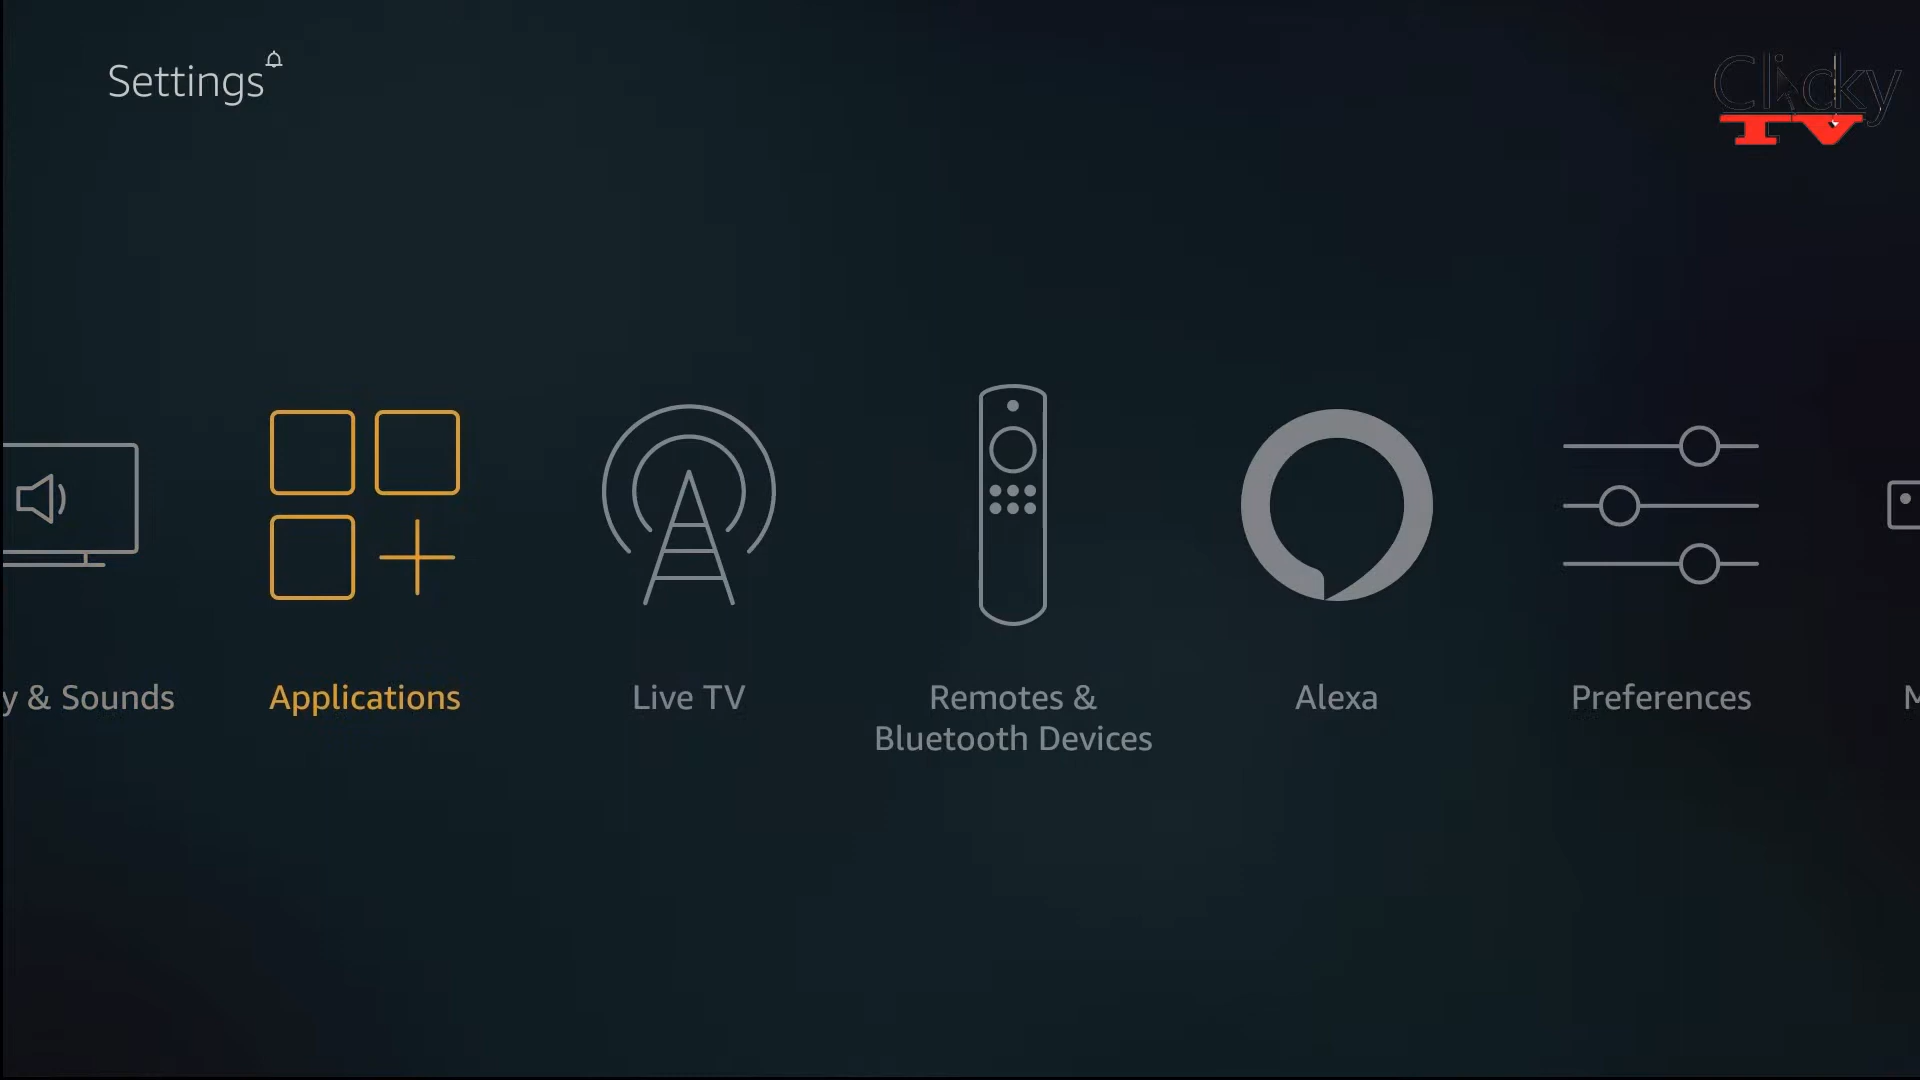 Settings
Clicky
TV
y & Sounds
Applications
Live TV
Remotes &
Bluetooth Devices
Alexa
Preferences
M